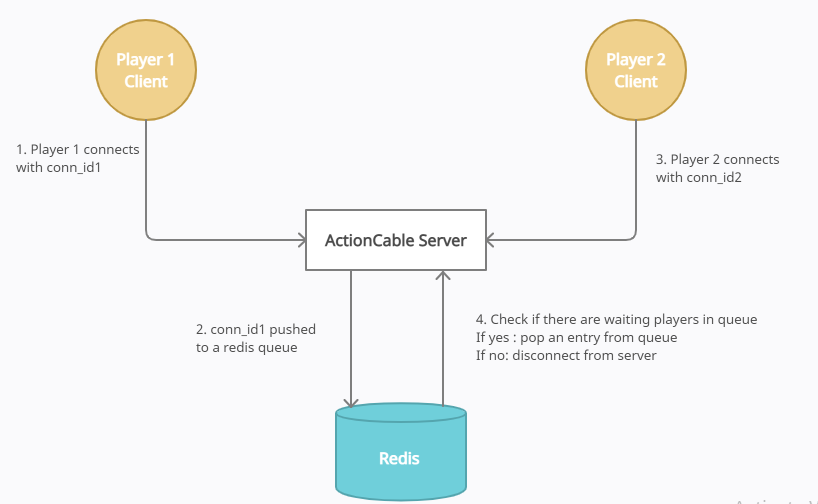 Player 1
Client
Player 2
Client
1. Player 1 connects
with conn_id1
3. Player 2 connects
with conn_id2
ActionCable Server
2. conn_id1 pushed
to a redis queue
4. Check if there are waiting players in queue
If yes : pop an entry from queue
If no: disconnect from server
Redis